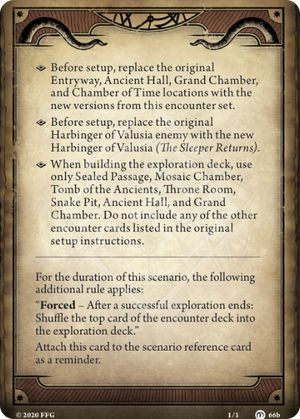 Before setup, replace the original
Entryway, Ancient Hall, Grand Chamber,
and Chamber of Time locations with the
new versions from this encounter set.
Before setup, replace the original
Harbinger of Valusia enemy with the new
Harbinger of Valusia (The Sleeper Returns).
When building the exploration deck, use
only Sealed Passage, Mosaic Chamber,
Tomb of the Ancients, Throne Room,
Snake Pit, Ancient Hall, and Grand
Chamber. Do not include any of the other
encounter cards listed in the original
setup instructions.
For the duration of this scenario, the following
additional rule applies:
“Forced – After a successful exploration ends:
Shuffle the top card of the encounter deck into
the exploration deck.”
Attach this card to the scenario reference card
as a reminder.
© 2020 FFG 1/1 66b